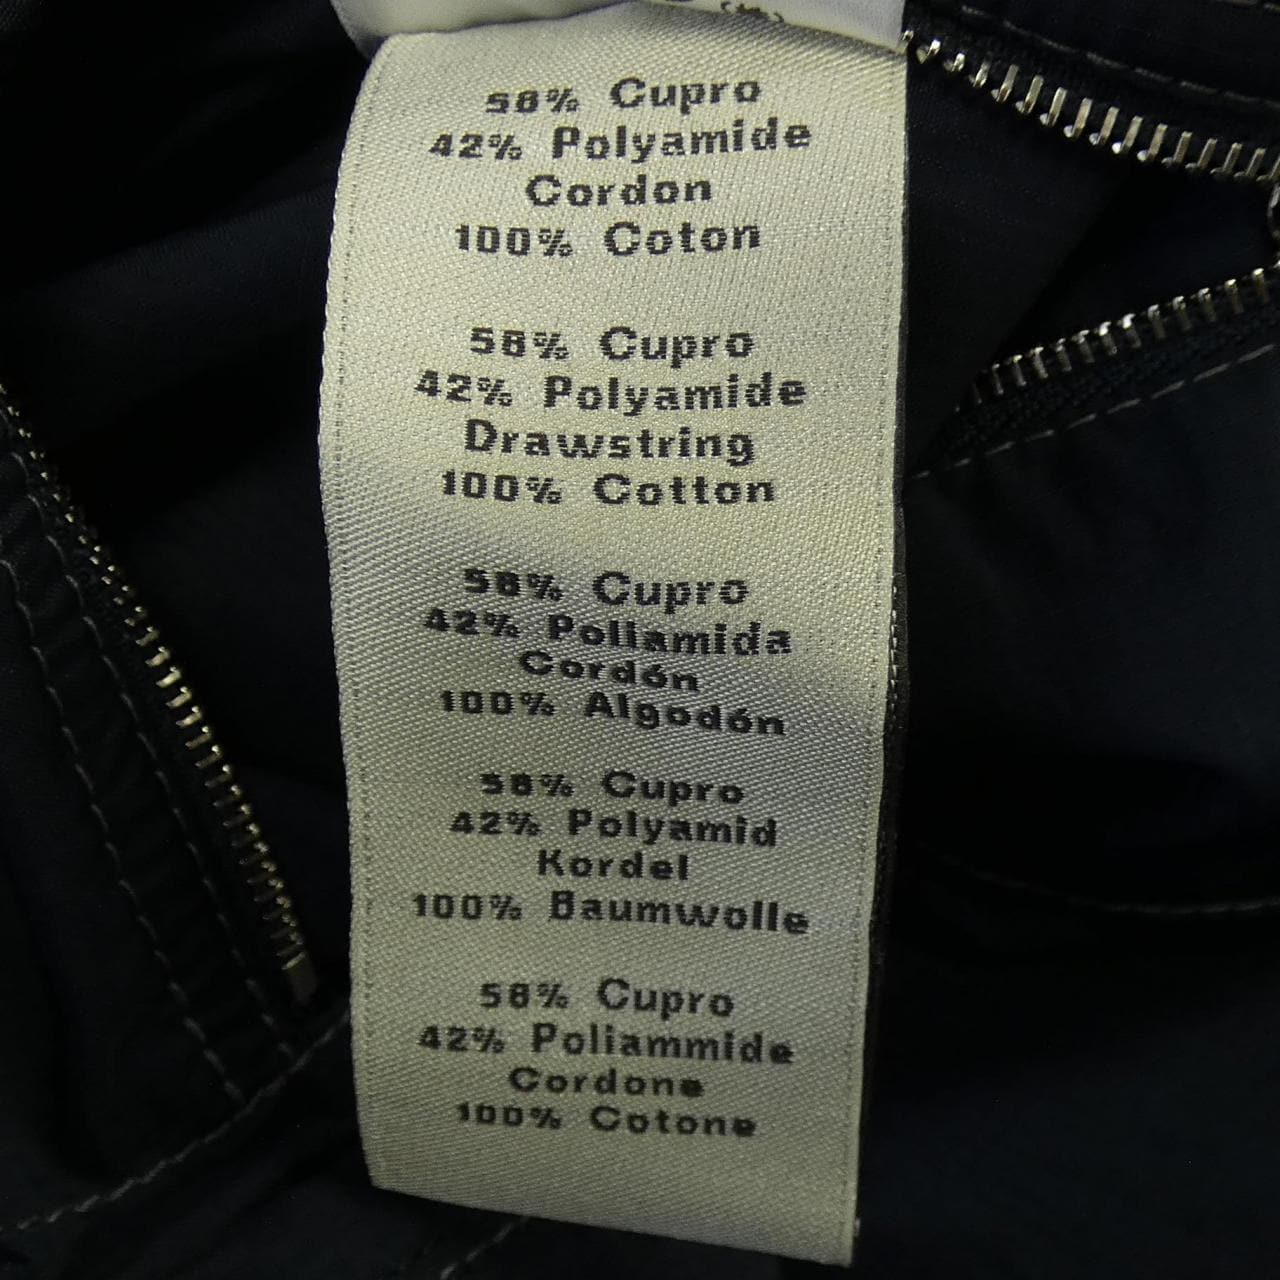 58% Cupro
42% Polyamide
Cordon
100% Coton
58% Cupro
42% Polyamide
Drawstring
100% Cotton
58% Cupro
42% Poliamida
Cordón
100% Algodón
58% Cupro
42% Polyamid
Kordel
100% Baumwolle
58% Cupro
42% Poliammide
Cordone
100% Cotone